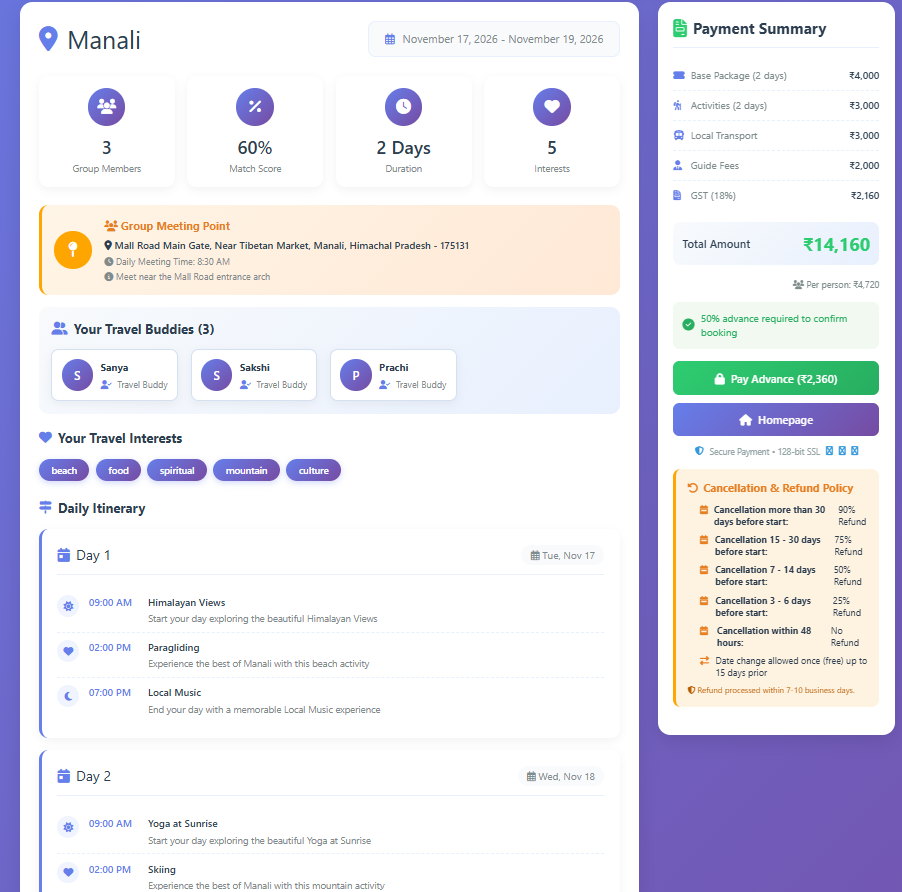 Manali
November 17, 2026 - November 19, 2026
3
Group Members
60%
Match Score
2 Days
Duration
5
Interests
Group Meeting Point
Mall Road Main Gate, Near Tibetan Market, Manali, Himachal Pradesh - 175131
Daily Meeting Time: 8:30 AM
Meet near the Mall Road entrance arch
Your Travel Buddies (3)
S
Sanya
Travel Buddy
S
Sakshi
Travel Buddy
P
Prachi
Travel Buddy
Your Travel Interests
beach
food
spiritual
mountain
culture
Daily Itinerary
Day 1
Tue, Nov 17
09:00 AM
Himalayan Views
Start your day exploring the beautiful Himalayan Views
02:00 PM
Paragliding
Experience the best of Manali with this beach activity
07:00 PM
Local Music
End your day with a memorable Local Music experience
Day 2
Wed, Nov 18
09:00 AM
Yoga at Sunrise
Start your day exploring the beautiful Yoga at Sunrise
02:00 PM
Skiing
Experience the best of Manali with this mountain activity
Payment Summary
Base Package (2 days) ₹4,000
Activities (2 days) ₹3,000
Local Transport ₹3,000
Guide Fees ₹2,000
GST (18%) ₹2,160
Total Amount ₹14,160
Per person: ₹4,720
50% advance required to confirm
booking
Pay Advance (₹2,360)
Homepage
Secure Payment • 128-bit SSL
Cancellation & Refund Policy
Cancellation more than 30 90%
days before start: Refund
Cancellation 15 - 30 days 75%
before start: Refund
Cancellation 7 - 14 days 50%
before start: Refund
Cancellation 3 - 6 days 25%
before start: Refund
Cancellation within 48 No
hours: Refund
Date change allowed once (free) up to
15 days prior
Refund processed within 7-10 business days.